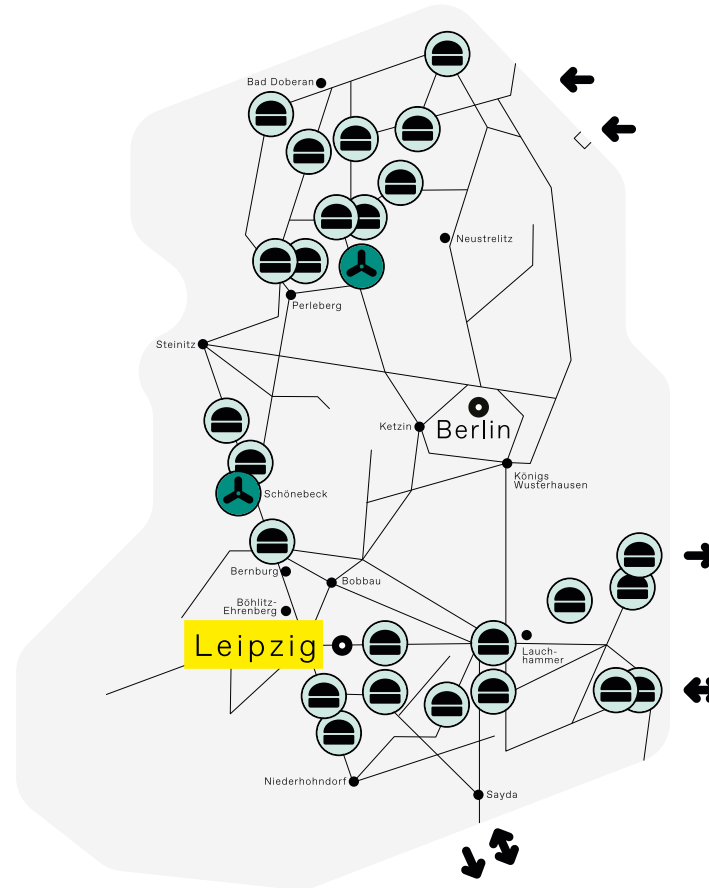 Bad Doberan
Neustrelitz
Perleberg
Steinitz
Ketzin
Berlin
Königs
Wusterhausen
Schönebeck
Bernburg
Bobbau
Böhlitz-
Ehrenberg
Leipzig
Lauch-
hammer
Niederhohndorf
Sayda